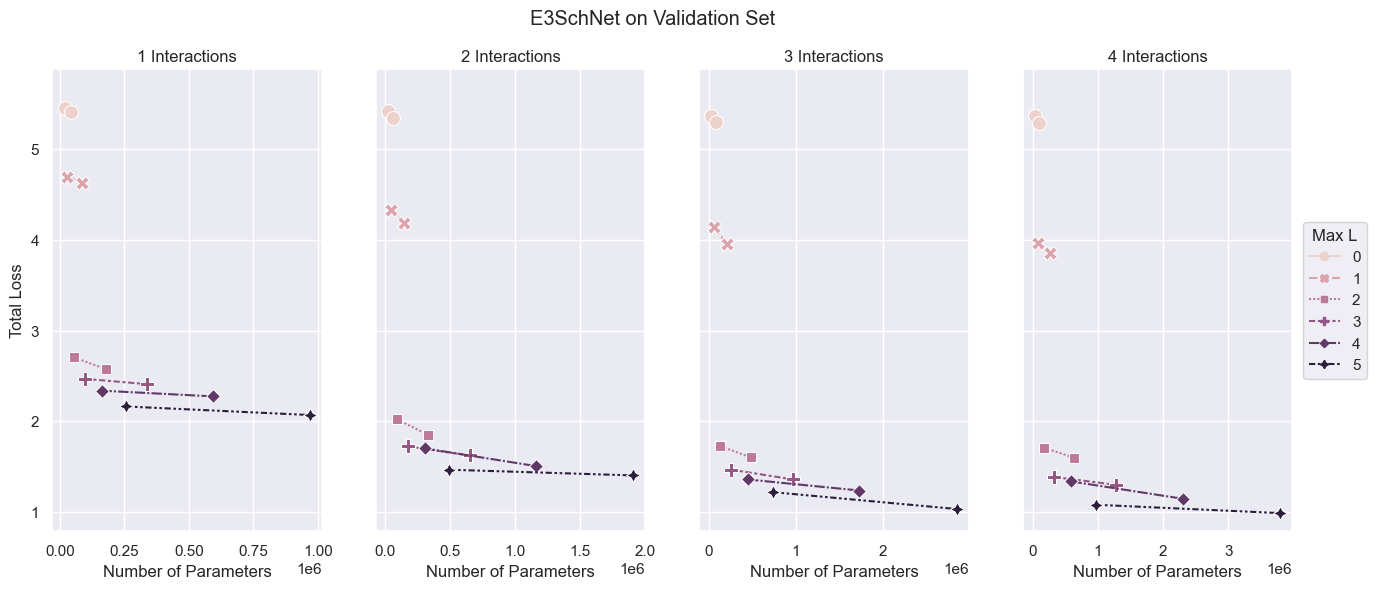 E3SchNet on Validation Set
1 Interactions
2 Interactions
3 Interactions
4 Interactions
Total Loss
5
4
3
2
1
0.00 0.25 0.50 0.75 1.00
1e6
Number of Parameters
0.0 0.5 1.0 1.5 2.0
1e6
Number of Parameters
0 1 2
1e6
Number of Parameters
0 1 2 3
1e6
Number of Parameters
Max L
0
1
2
3
4
5